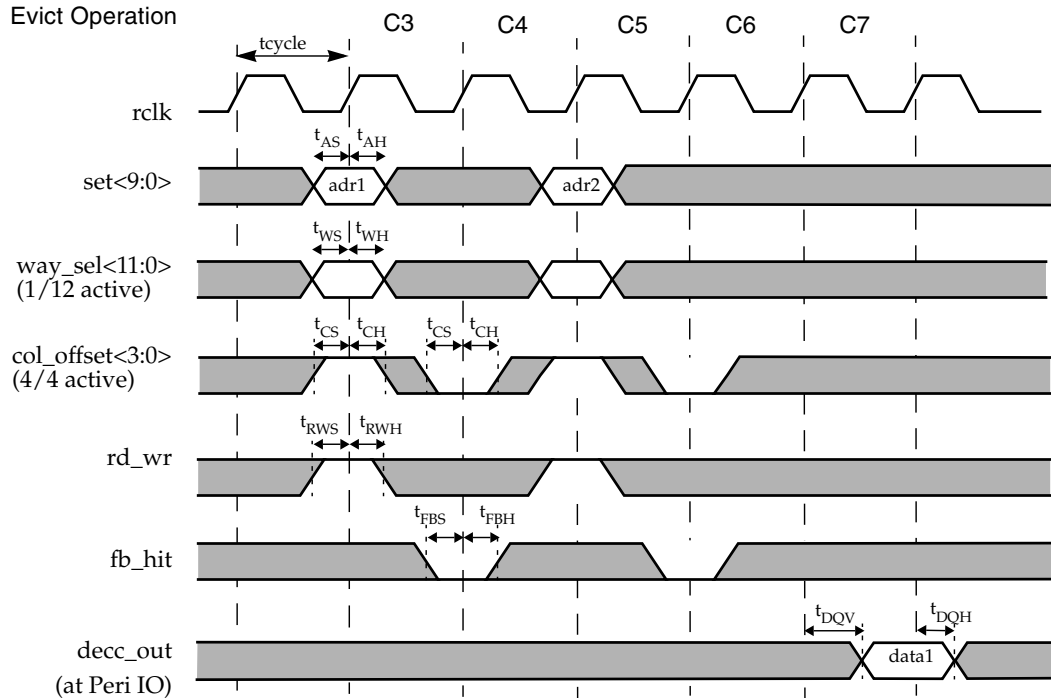 Evict Operation
C3 C4 C5 C6 C7
tcycle
rclk
tAS tAH
set<9:0>
adr1 adr2
tWS tWH
way_sel<11:0>
(1/12 active)
tCS tCH tCS tCH
col_offset<3:0>
(4/4 active)
tRWS tRWH
rd_wr
tFBS tFBH
fb_hit
tDQV tDQH
decc_out
data1
(at Peri IO)